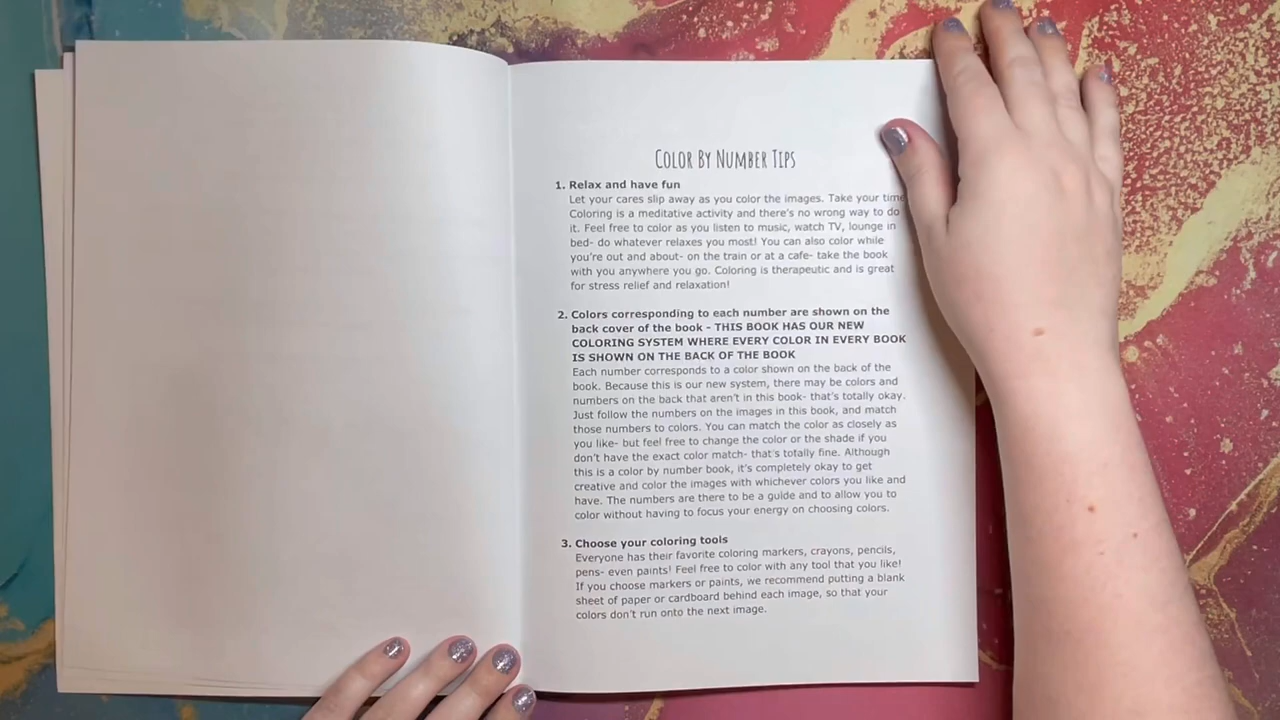 COLOR BY NUMBER TIPS
1. Relax and have fun
Let your cares slip away as you color the images. Take your time
Coloring is a meditative activity and there's no wrong way to do
it. Feel free to color as you listen to music, watch TV, lounge in
bed- do whatever relaxes you most! You can also color while
you're out and about- on the train or at a cafe- take the book
with you anywhere you go. Coloring is therapeutic and is great
for stress relief and relaxation!
2. Colors corresponding to each number are shown on the
back cover of the book - THIS BOOK HAS OUR NEW
COLORING SYSTEM WHERE EVERY COLOR IN EVERY BOOK
IS SHOWN ON THE BACK OF THE BOOK
Each number corresponds to a color shown on the back of the
book. Because this is our new system, there may be colors and
numbers on the back that aren't in this book- that's totally okay.
Just follow the numbers on the images in this book, and match
those numbers to colors. You can match the color as closely as
you like- but feel free to change the color or the shade if you
don't have the exact color match- that's totally fine. Although
this is a color by number book, it's completely okay to get
creative and color the images with whichever colors you like and
have. The numbers are there to be a guide and to allow you to
color without having to focus your energy on choosing colors.
3. Choose your coloring tools
Everyone has their favorite coloring markers, crayons, pencils,
pens- even paints! Feel free to color with any tool that you like!
If you choose markers or paints, we recommend putting a blank
sheet of paper or cardboard behind each image, so that your
colors don't run onto the next image.